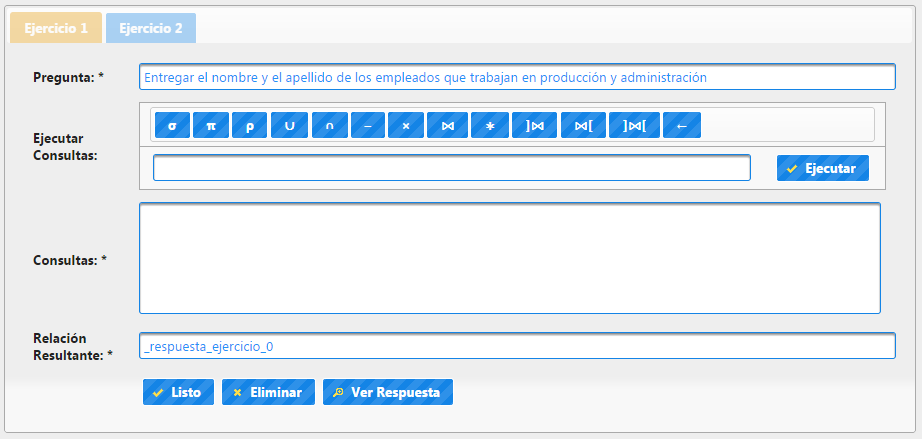 Ejercicio 1 Ejercicio 2
Pregunta: * Entregar el nombre y el apellido de los empleados que trabajan en producción y administración
σ π ρ ∪ ∩ − × ⋈ * ]⋈ ⋈[ ]⋈[ ←
Ejecutar
Consultas:
Ejecutar
Consultas: *
Relación
Resultante: * _respuesta_ejercicio_0
Listo Eliminar Ver Respuesta